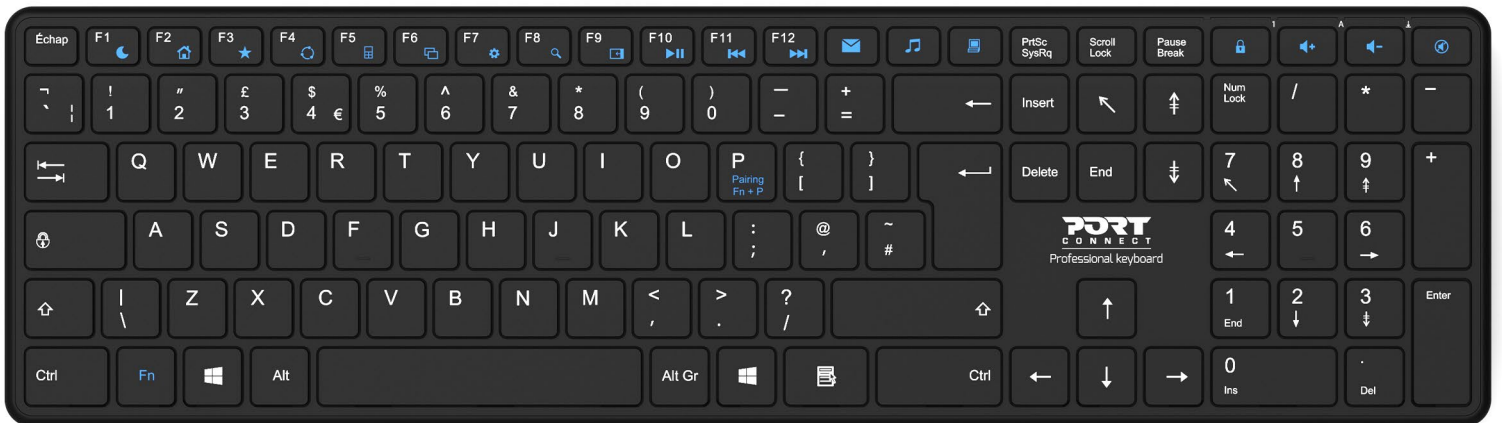 1 A
Échap F1 F2 F3 F4 F5 F6 F7 F8 F9 F10 F11 F12 PrtSc SysRq Scroll Lock Pause Break
¬ ` ¦ ! 1 " 2 £ 3 $ 4 € % 5 ^ 6 & 7 * 8 ( 9 ) 0 — – + = Insert Num Lock / * −
Q W E R T Y U I O P Pairing Fn + P { [ } ] Delete End 7 8 9 +
A S D F G H J K L : ; @ ' ~ # 4 5 6
PORT
CONNECT
Professional keyboard
| \ Z X C V B N M < , > . ? / 1 End 2 3 Enter
Ctrl Fn Alt Alt Gr Ctrl 0 Ins . Del